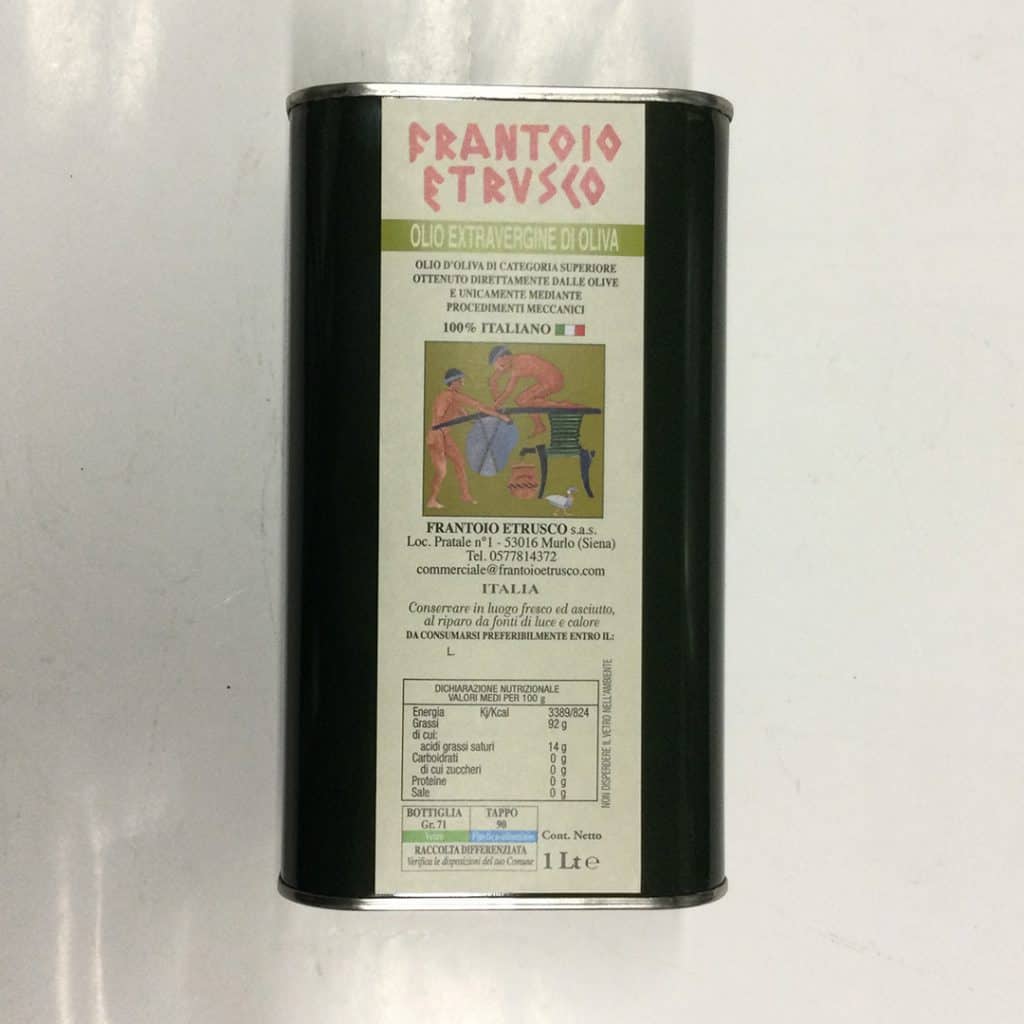 FRANTOIO
ETRVSCO
OLIO EXTRAVERGINE DI OLIVA
OLIO D'OLIVA DI CATEGORIA SUPERIORE
OTTENUTO DIRETTAMENTE DALLE OLIVE
E UNICAMENTE MEDIANTE
PROCEDIMENTI MECCANICI
100% ITALIANO
FRANTOIO ETRUSCO s.a.s.
Loc. Pratale n°1 - 53016 Murlo (Siena)
Tel. 0577814372
commerciale@frantoioetrusco.com
ITALIA
Conservare in luogo fresco ed asciutto,
al riparo da fonti di luce e calore
DA CONSUMARSI PREFERIBILMENTE ENTRO IL:
L
DICHIARAZIONE NUTRIZIONALE
VALORI MEDI PER 100 g
Energia Kj/Kcal 3389/824
Grassi 92 g
di cui:
acidi grassi saturi 14 g
Carboidrati 0 g
di cui zuccheri 0 g
Proteine 0 g
Sale 0 g
NON DISPERDERE IL VETRO NELL'AMBIENTE
BOTTIGLIA TAPPO
Gr. 71 90
Vetro
RACCOLTA DIFFERENZIATA
Verifica le disposizioni del tuo Comune
Cont. Netto
1 Lt e